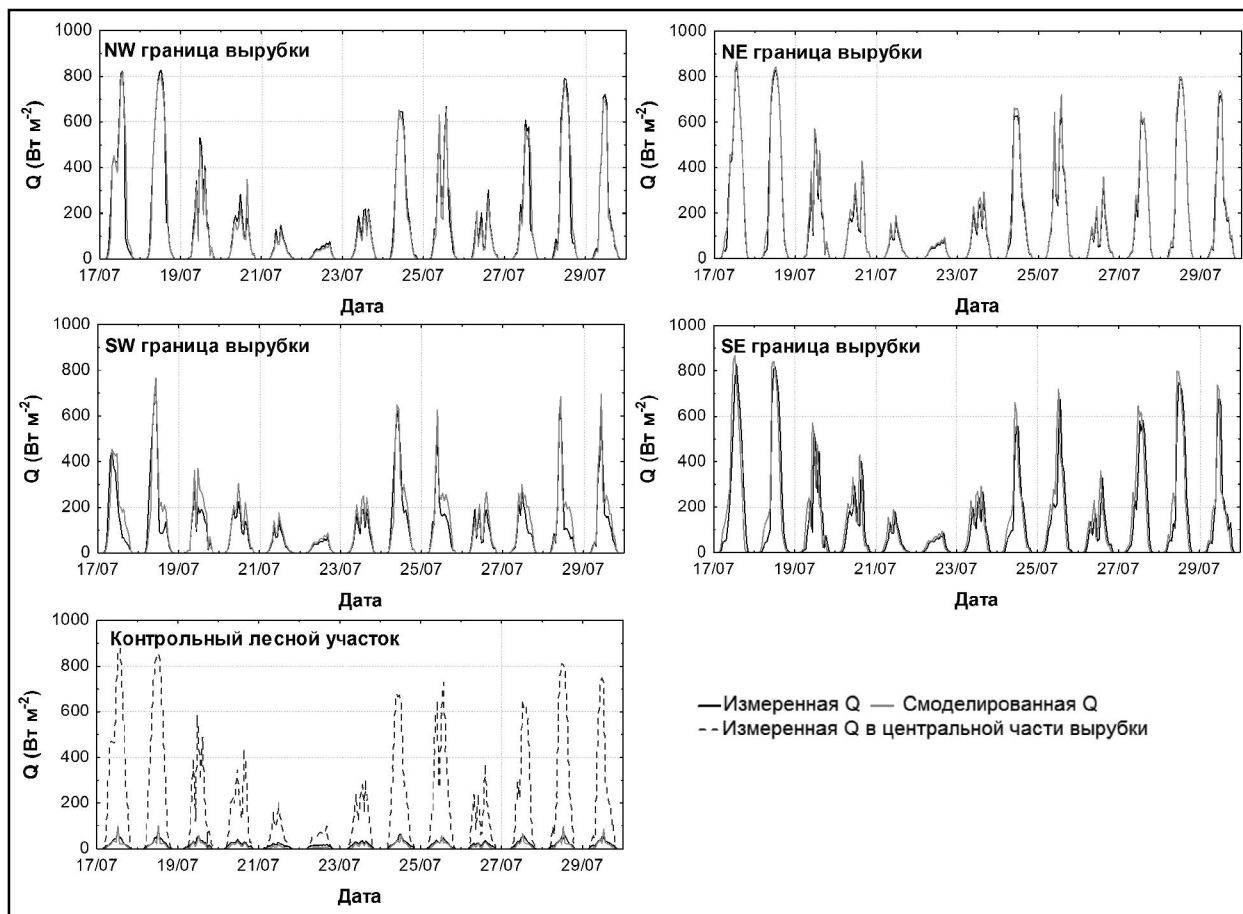 NW граница вырубки
Q (Вт м⁻²)
1000
800
600
400
200
0
17/07 19/07 21/07 23/07 25/07 27/07 29/07
Дата
NE граница вырубки
Q (Вт м⁻²)
1000
800
600
400
200
0
17/07 19/07 21/07 23/07 25/07 27/07 29/07
Дата
SW граница вырубки
Q (Вт м⁻²)
1000
800
600
400
200
0
17/07 19/07 21/07 23/07 25/07 27/07 29/07
Дата
SE граница вырубки
Q (Вт м⁻²)
1000
800
600
400
200
0
17/07 19/07 21/07 23/07 25/07 27/07 29/07
Дата
Контрольный лесной участок
Q (Вт м⁻²)
1000
800
600
400
200
0
17/07 19/07 21/07 23/07 25/07 27/07 29/07
Дата
Измеренная Q Смоделированная Q
Измеренная Q в центральной части вырубки